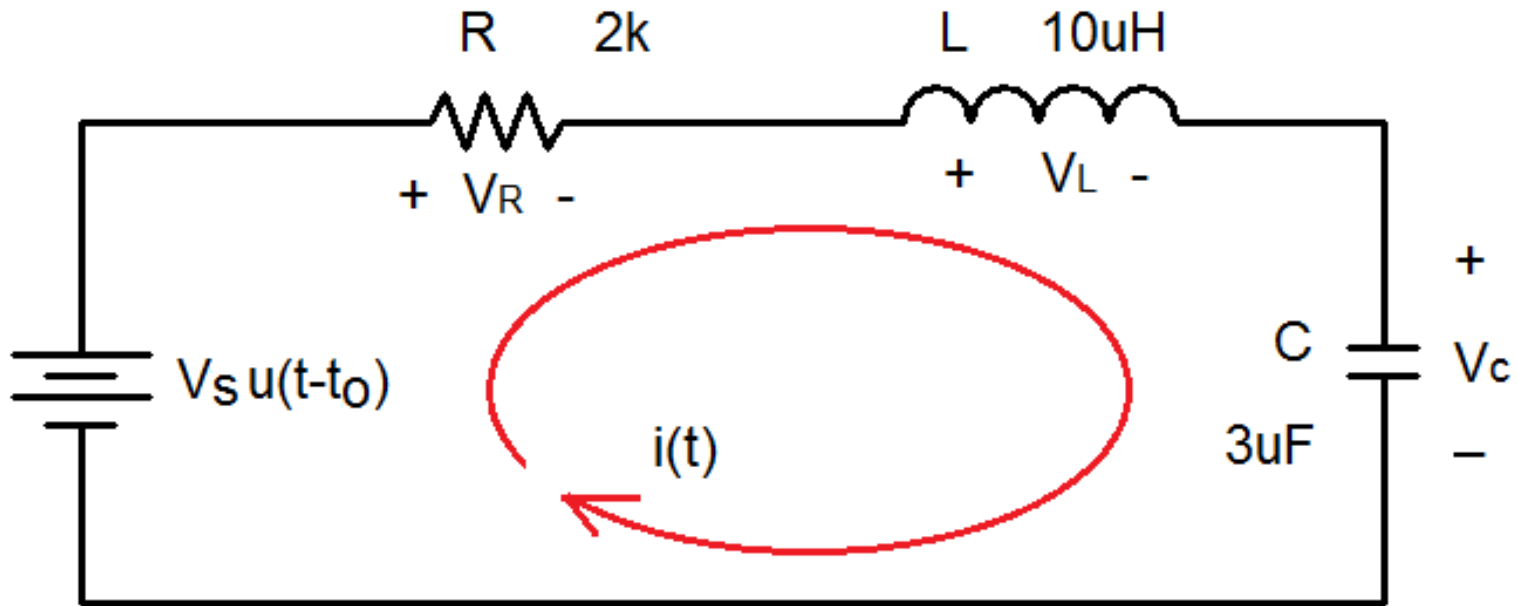 R 2k L 10uH
+ VR - + VL -
+
Vs u(t-to) C Vc
i(t) 3uF –